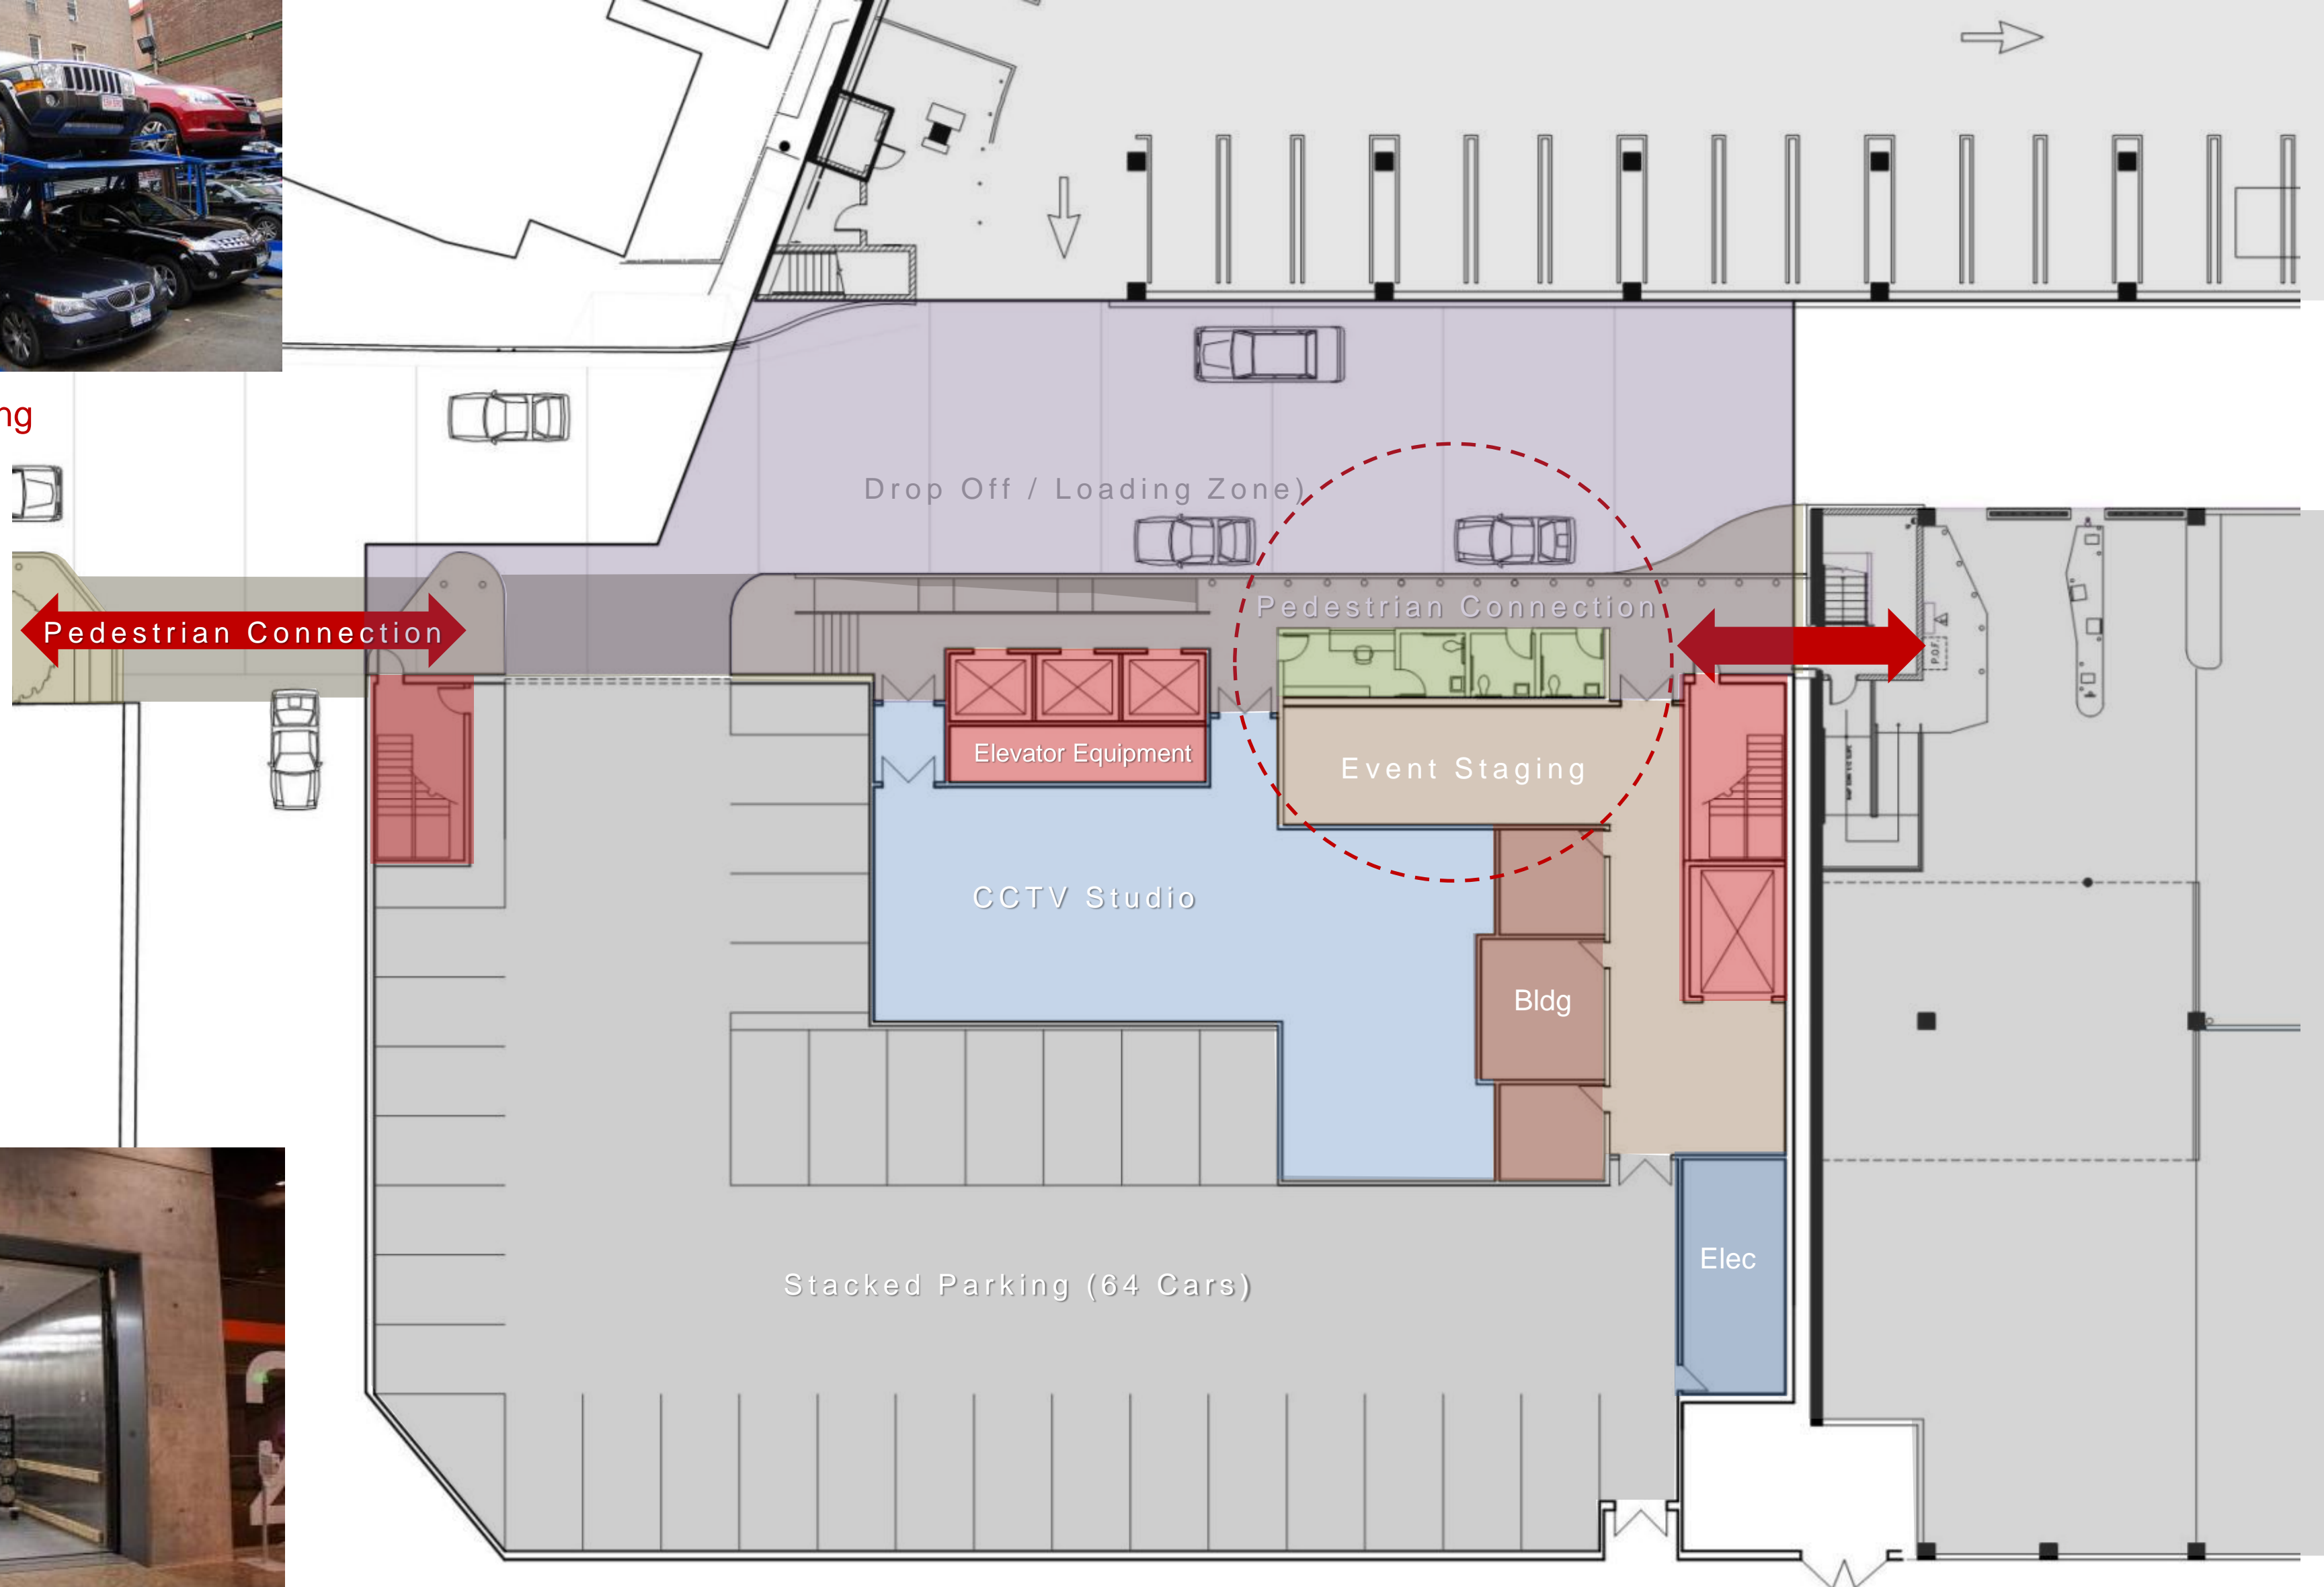 ng
Drop Off / Loading Zone)
Pedestrian Connection
Pedestrian Connection
P.O.F.
Elevator Equipment
Event Staging
CCTV Studio
Bldg
Elec
Stacked Parking (64 Cars)